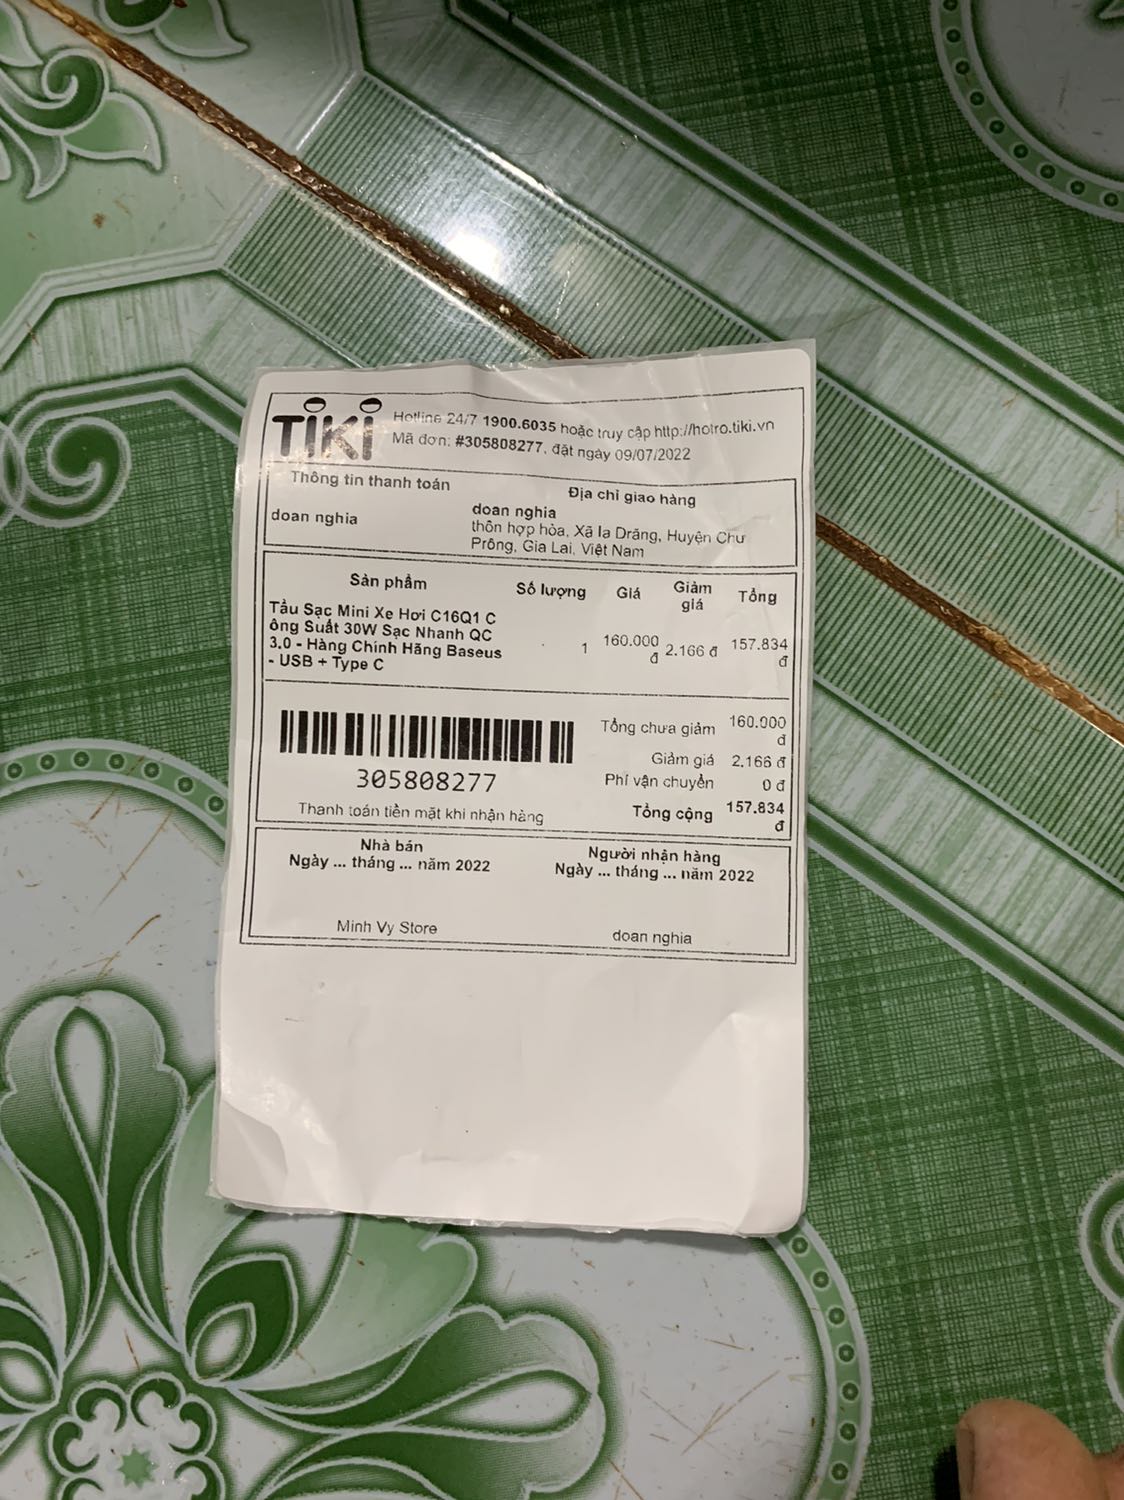 TiKi
Hotline 24/7 1900.6035 hoặc truy cập http://hotro.tiki.vn
Mã đơn: #305808277, đặt ngày 09/07/2022
Thông tin thanh toán
Địa chỉ giao hàng
doan nghia
doan nghia
thôn hợp hòa, Xã Ia Drăng, Huyện Chư
Prông, Gia Lai, Việt Nam
Sản phẩm Số lượng Giá Giảm giá Tổng
Tẩu Sạc Mini Xe Hơi C16Q1 C
ông Suất 30W Sạc Nhanh QC
3.0 - Hàng Chính Hãng Baseus
- USB + Type C
1 160.000 đ 2.166 đ 157.834 đ
Tổng chưa giảm 160.000 đ
Giảm giá 2.166 đ
Phí vận chuyển 0 đ
Tổng cộng 157.834 đ
305808277
Thanh toán tiền mặt khi nhận hàng
Nhà bán
Ngày ... tháng ... năm 2022
Minh Vy Store
Người nhận hàng
Ngày ... tháng ... năm 2022
doan nghia